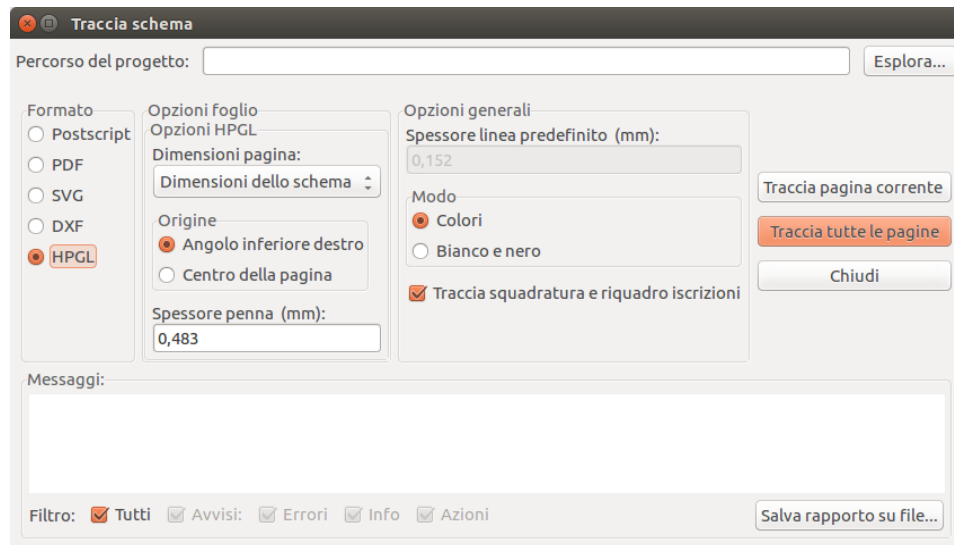 Traccia schema
Percorso del progetto:
Esplora...
Formato
Postscript
PDF
SVG
DXF
HPGL
Opzioni foglio
Opzioni HPGL
Dimensioni pagina:
Dimensioni dello schema
Origine
Angolo inferiore destro
Centro della pagina
Spessore penna (mm):
0,483
Opzioni generali
Spessore linea predefinito (mm):
0,152
Modo
Colori
Bianco e nero
Traccia squadratura e riquadro iscrizioni
Traccia pagina corrente
Traccia tutte le pagine
Chiudi
Messaggi:
Filtro: Tutti Avvisi: Errori Info Azioni
Salva rapporto su file...